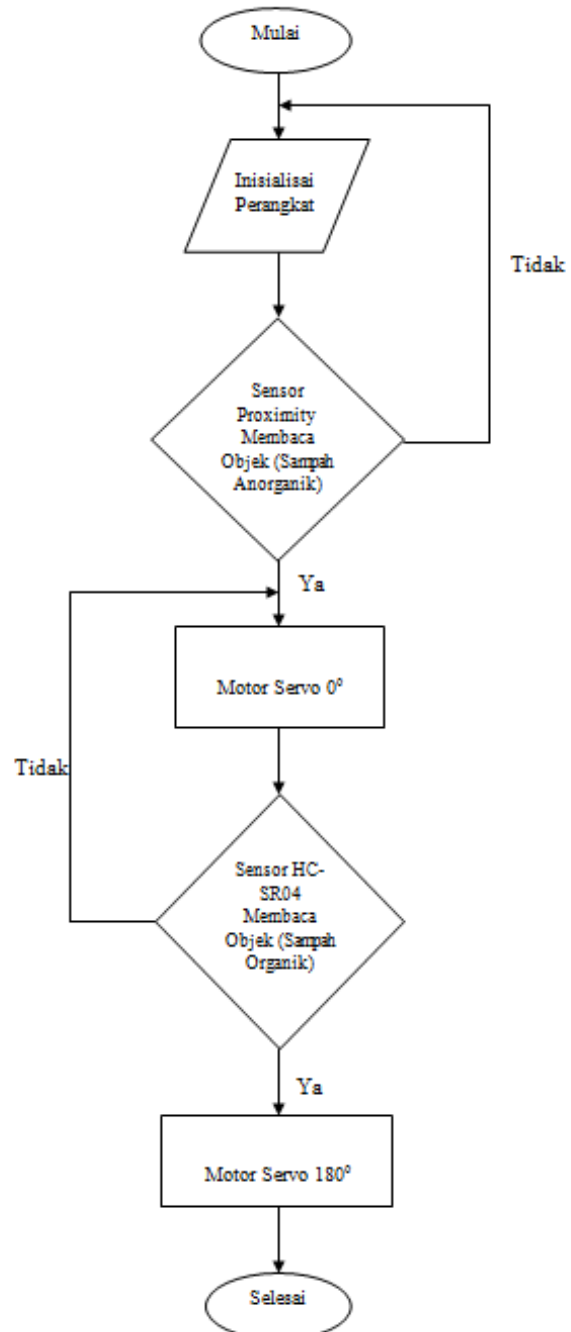 Mulai
Inisialisai
Perangkat
Tidak
Sensor
Proximity
Membaca
Objek (Sampah
Anorganik)
Ya
Motor Servo 0⁰
Tidak
Sensor HC-
SR04
Membaca
Objek (Sampah
Organik)
Ya
Motor Servo 180⁰
Selesai